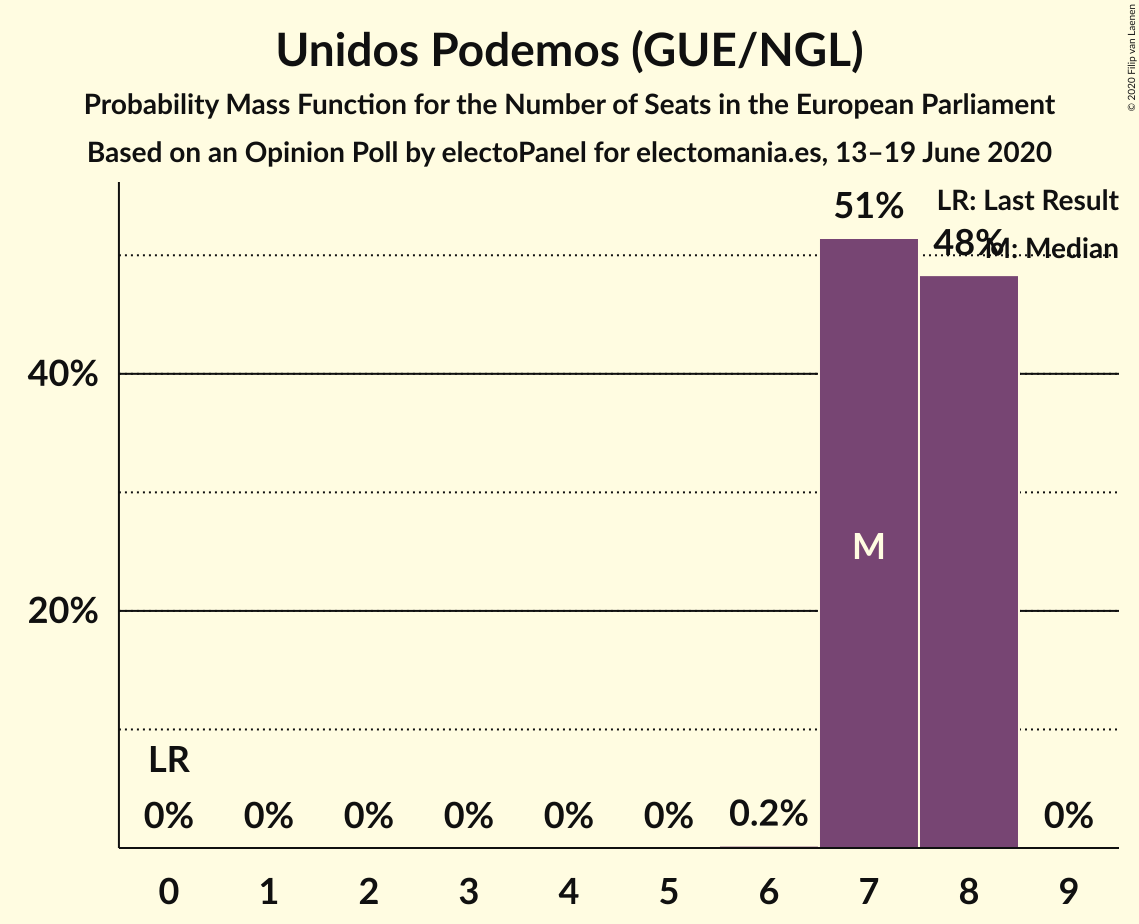 Unidos Podemos (GUE/NGL)
Probability Mass Function for the Number of Seats in the European Parliament
Based on an Opinion Poll by electoPanel for electomania.es, 13–19 June 2020
© 2020 Filip van Laenen
51%
LR: Last Result
48%
M: Median
40%
M
20%
LR
0% 0% 0% 0% 0% 0% 0.2% 0%
0 1 2 3 4 5 6 7 8 9